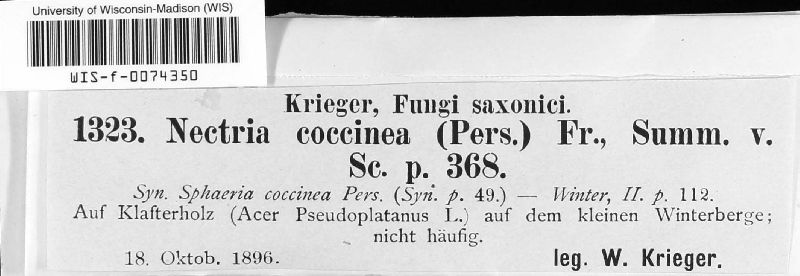 University of Wisconsin-Madison (WIS)
WIS-f-0074350
Krieger, Fungi saxonici.
1323. Nectria coccinea (Pers.) Fr., Summ. v.
Sc. p. 368.
Syn. Sphaeria coccinea Pers. (Syn. p. 49.) — Winter, II. p. 112.
Auf Klafterholz (Acer Pseudoplatanus L.) auf dem kleinen Winterberge;
nicht häufig.
18. Oktob. 1896. leg. W. Krieger.